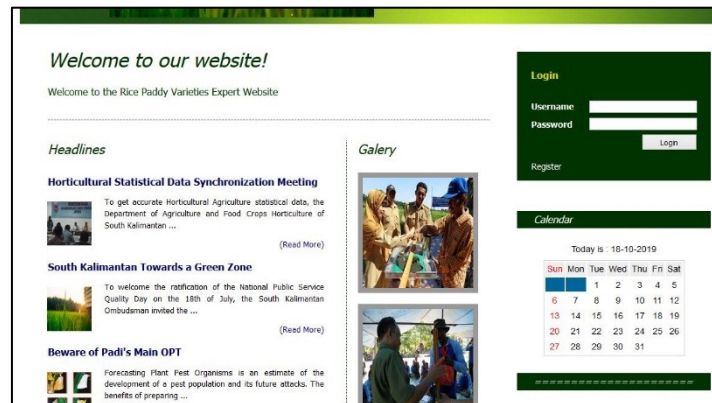 Welcome to our website!
Welcome to the Rice Paddy Varieties Expert Website
Headlines
Horticultural Statistical Data Synchronization Meeting
To get accurate Horticultural Agriculture statistical data, the
Department of Agriculture and Food Crops Horticulture of
South Kalimantan ...
(Read More)
South Kalimantan Towards a Green Zone
To welcome the ratification of the National Public Service
Quality Day on the 18th of July, the South Kalimantan
Ombudsman invited the ...
(Read More)
Beware of Padi's Main OPT
Forecasting Plant Pest Organisms is an estimate of the
development of a pest population and its future attacks. The
benefits of preparing ...
Galery
Login
Username
Password
Login
Register
Calendar
Today is : 18-10-2019
Sun Mon Tue Wed Thu Fri Sat
1 2 3 4 5
6 7 8 9 10 11 12
13 14 15 16 17 18 19
20 21 22 23 24 25 26
27 28 29 30 31